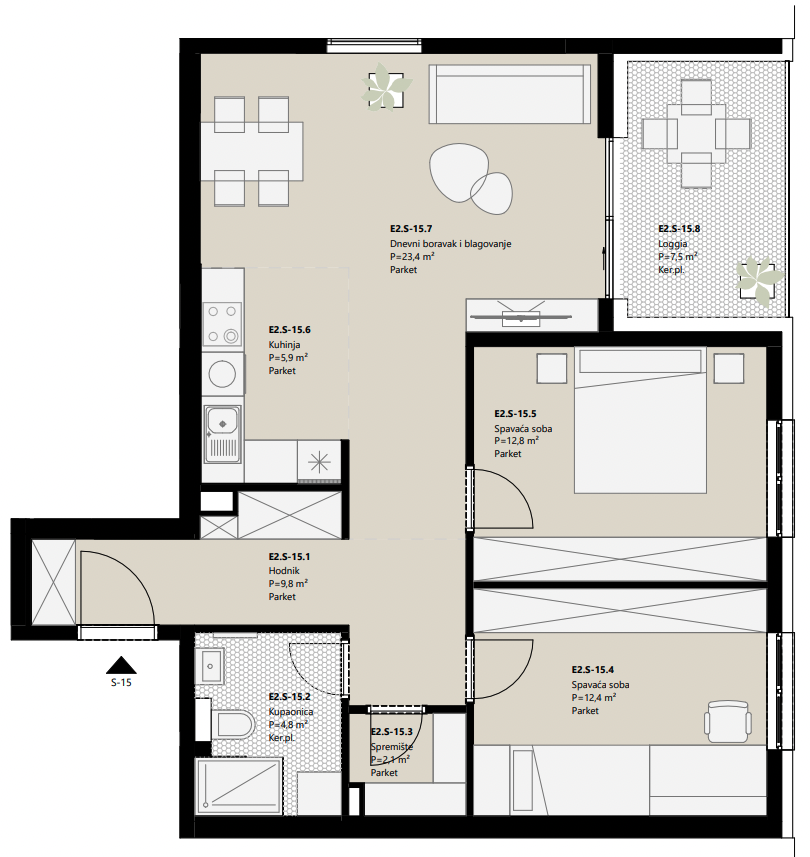 E2.S-15.7
Dnevni boravak i blagovanje
P=23,4 m²
Parket
E2.S-15.8
Loggia
P=7,5 m²
Ker.pl.
E2.S-15.6
Kuhinja
P=5,9 m²
Parket
E2.S-15.5
Spavaća soba
P=12,8 m²
Parket
E2.S-15.1
Hodnik
P=9,8 m²
Parket
E2.S-15.4
Spavaća soba
P=12,4 m²
Parket
S-15
E2.S-15.2
Kupaonica
P=4,8 m²
Ker.pl.
E2.S-15.3
Spremište
P=2,1 m²
Parket